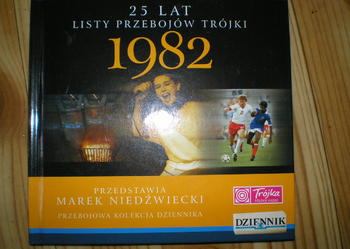 25 LAT
LISTY PRZEBOJÓW TRÓJKI
1982
PRZEDSTAWIA
MAREK NIEDŹWIECKI
PRZEBOJOWA KOLEKCJA DZIENNIKA
Trójka
DZIENNIK